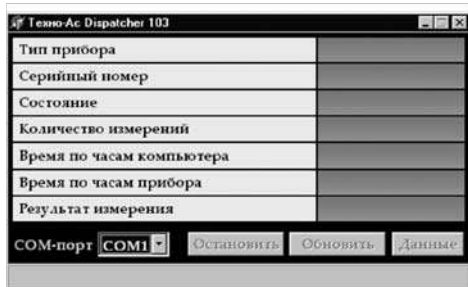 Техно-Ас Dispatcher 103
Тип прибора
Серийный номер
Состояние
Количество измерений
Время по часам компьютера
Время по часам прибора
Результат измерения
COM-порт COM1 Остановить Обновить Данные